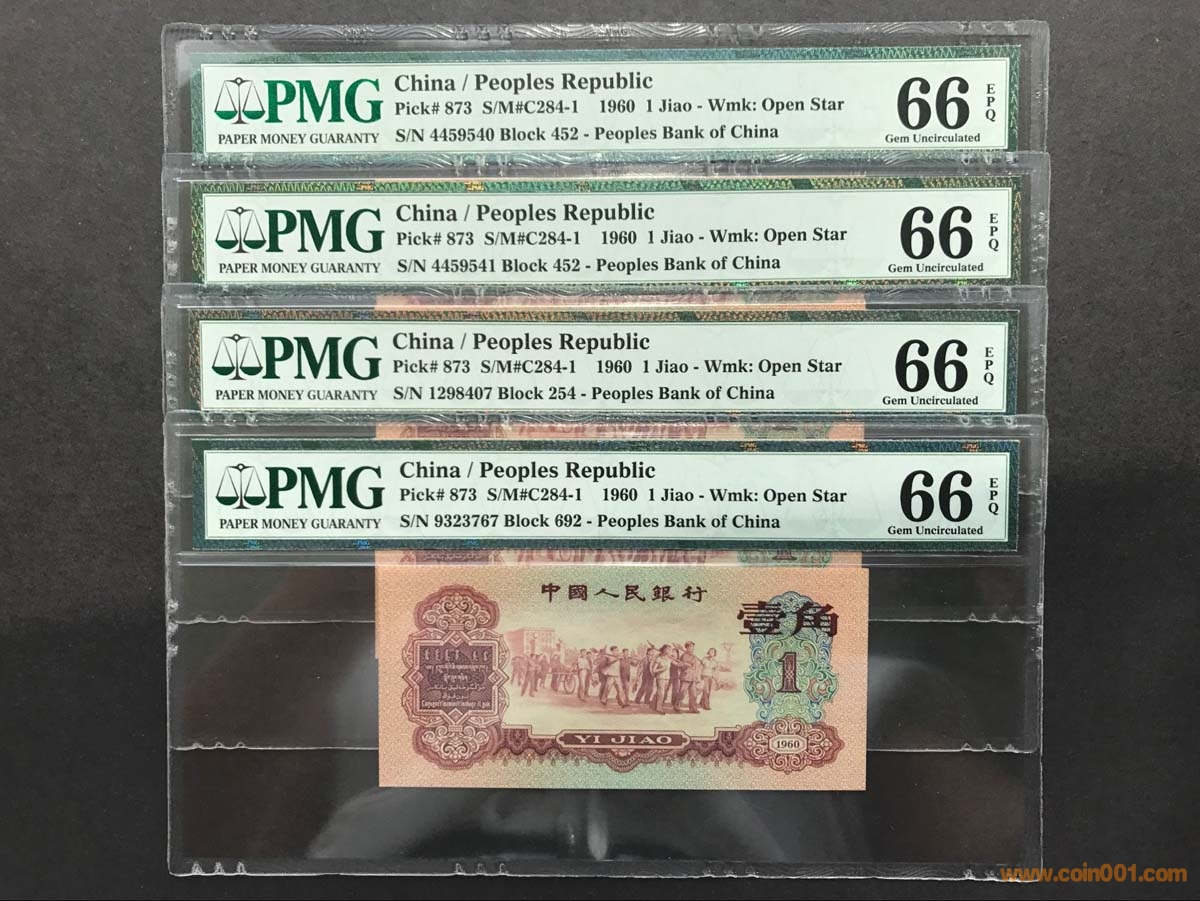 PMG
PAPER MONEY GUARANTY
China / Peoples Republic
Pick# 873 S/M#C284-1 1960 1 Jiao - Wmk: Open Star
S/N 4459540 Block 452 - Peoples Bank of China
66
EPQ
Gem Uncirculated
PMG
PAPER MONEY GUARANTY
China / Peoples Republic
Pick# 873 S/M#C284-1 1960 1 Jiao - Wmk: Open Star
S/N 4459541 Block 452 - Peoples Bank of China
66
EPQ
Gem Uncirculated
PMG
PAPER MONEY GUARANTY
China / Peoples Republic
Pick# 873 S/M#C284-1 1960 1 Jiao - Wmk: Open Star
S/N 1298407 Block 254 - Peoples Bank of China
66
EPQ
Gem Uncirculated
PMG
PAPER MONEY GUARANTY
China / Peoples Republic
Pick# 873 S/M#C284-1 1960 1 Jiao - Wmk: Open Star
S/N 9323767 Block 692 - Peoples Bank of China
66
EPQ
Gem Uncirculated
中國人民銀行
壹角
1
YI JIAO
1960
www.coin001.com